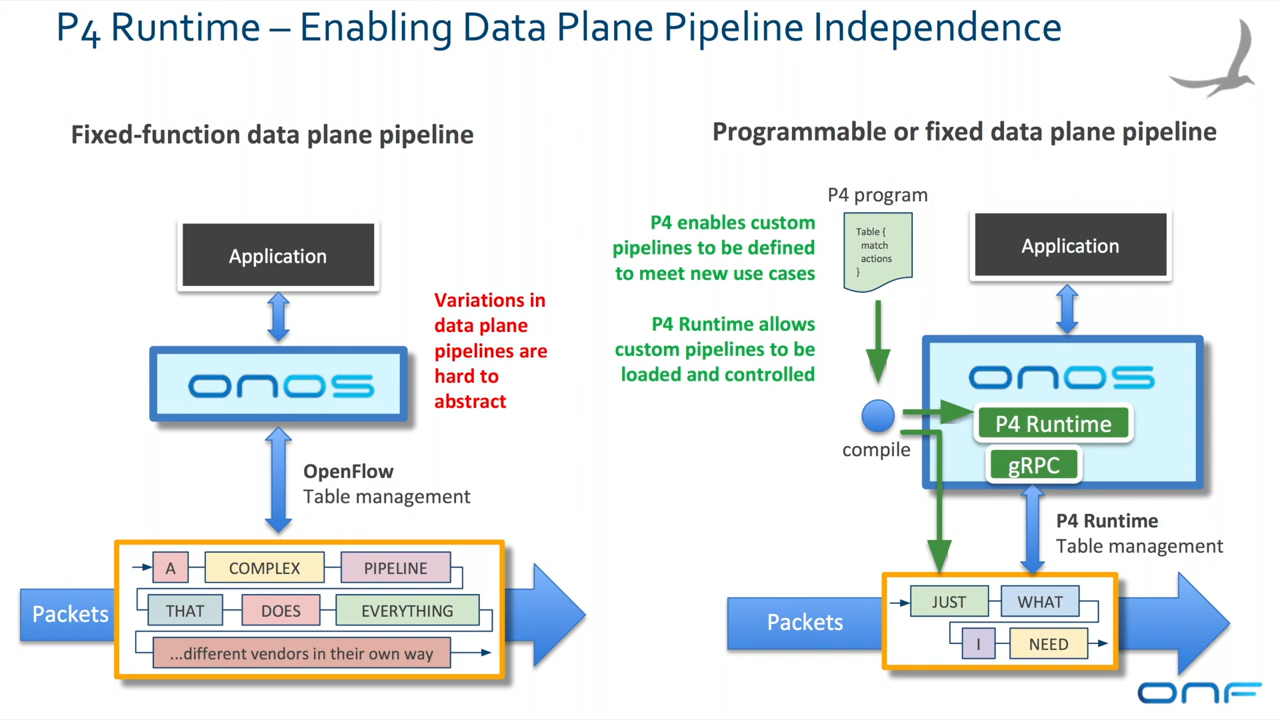 P4 Runtime – Enabling Data Plane Pipeline Independence
Fixed-function data plane pipeline
Application
Variations in
data plane
pipelines are
hard to
abstract
onos
OpenFlow
Table management
Packets
A COMPLEX PIPELINE
THAT DOES EVERYTHING
...different vendors in their own way
Programmable or fixed data plane pipeline
P4 program
P4 enables custom
pipelines to be defined
to meet new use cases
Table {
match
actions
}
Application
P4 Runtime allows
custom pipelines to be
loaded and controlled
onos
compile
P4 Runtime
gRPC
P4 Runtime
Table management
Packets
JUST WHAT
I NEED
onf